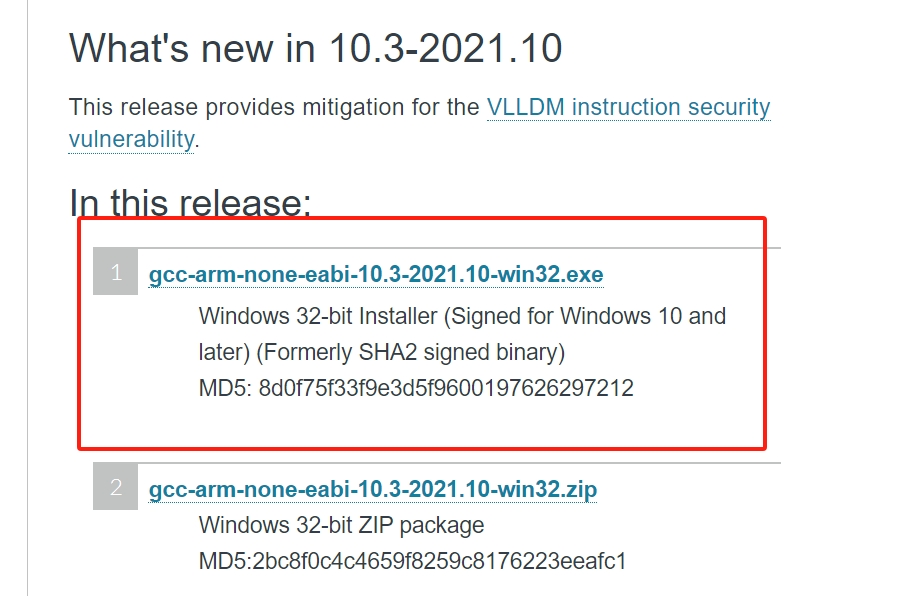 What's new in 10.3-2021.10
This release provides mitigation for the VLLDM instruction security
vulnerability.
In this release:
1
gcc-arm-none-eabi-10.3-2021.10-win32.exe
Windows 32-bit Installer (Signed for Windows 10 and
later) (Formerly SHA2 signed binary)
MD5: 8d0f75f33f9e3d5f9600197626297212
2
gcc-arm-none-eabi-10.3-2021.10-win32.zip
Windows 32-bit ZIP package
MD5:2bc8f0c4c4659f8259c8176223eeafc1